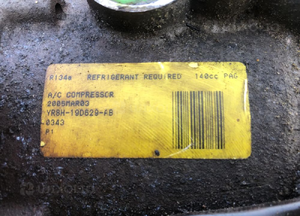 R134a REFRIGERANT REQUIRED 140cc PAG
A/C COMPRESSOR
2005MAR03
YR8H-19D629-AB
0343
P1